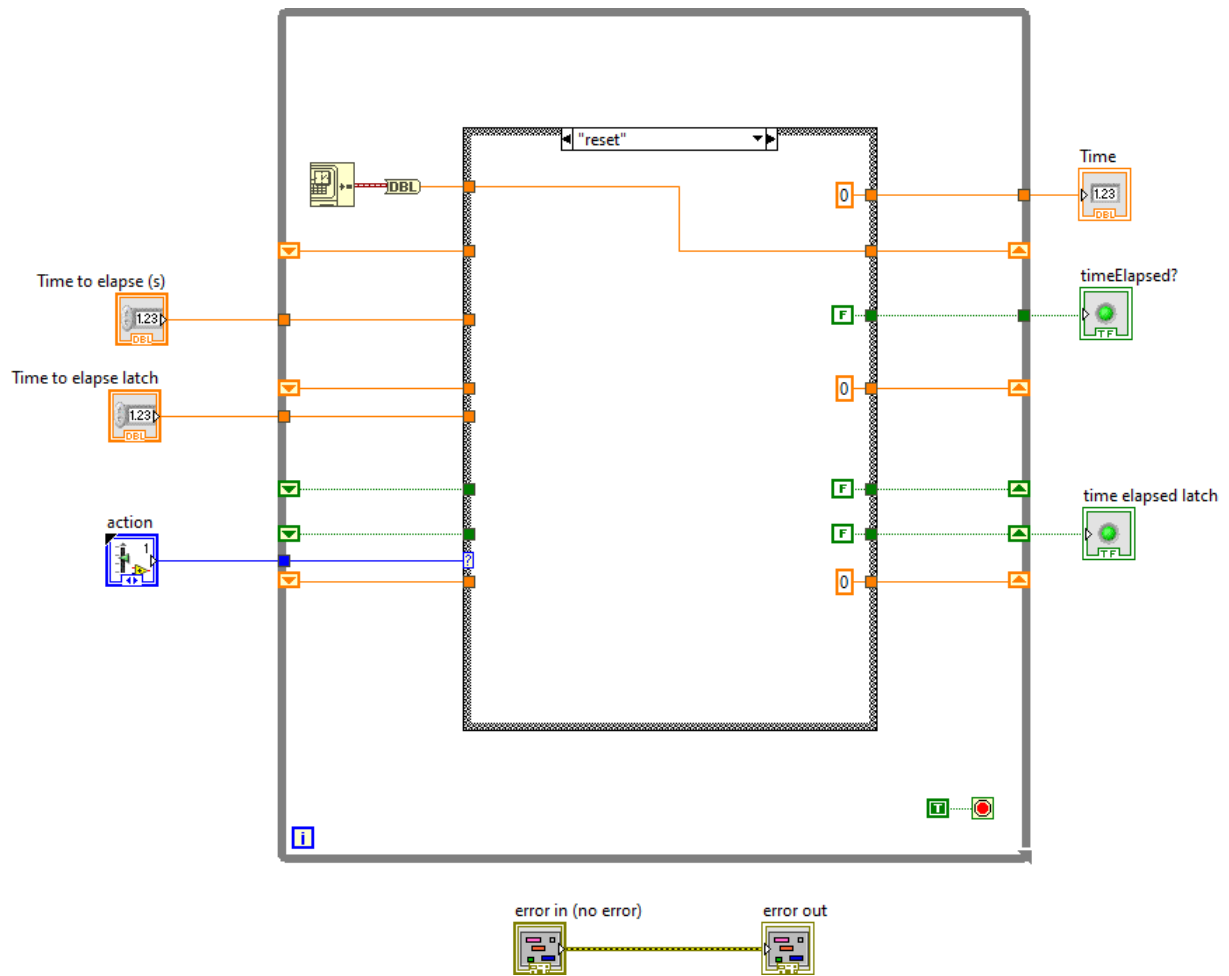 "reset"
Time
DBL
0
1.23
DBL
Time to elapse (s)
timeElapsed?
1.23
DBL
F
TF
Time to elapse latch
0
1.23
DBL
F
time elapsed latch
action
F
1
TF
?
0
T
i
error in (no error)
error out